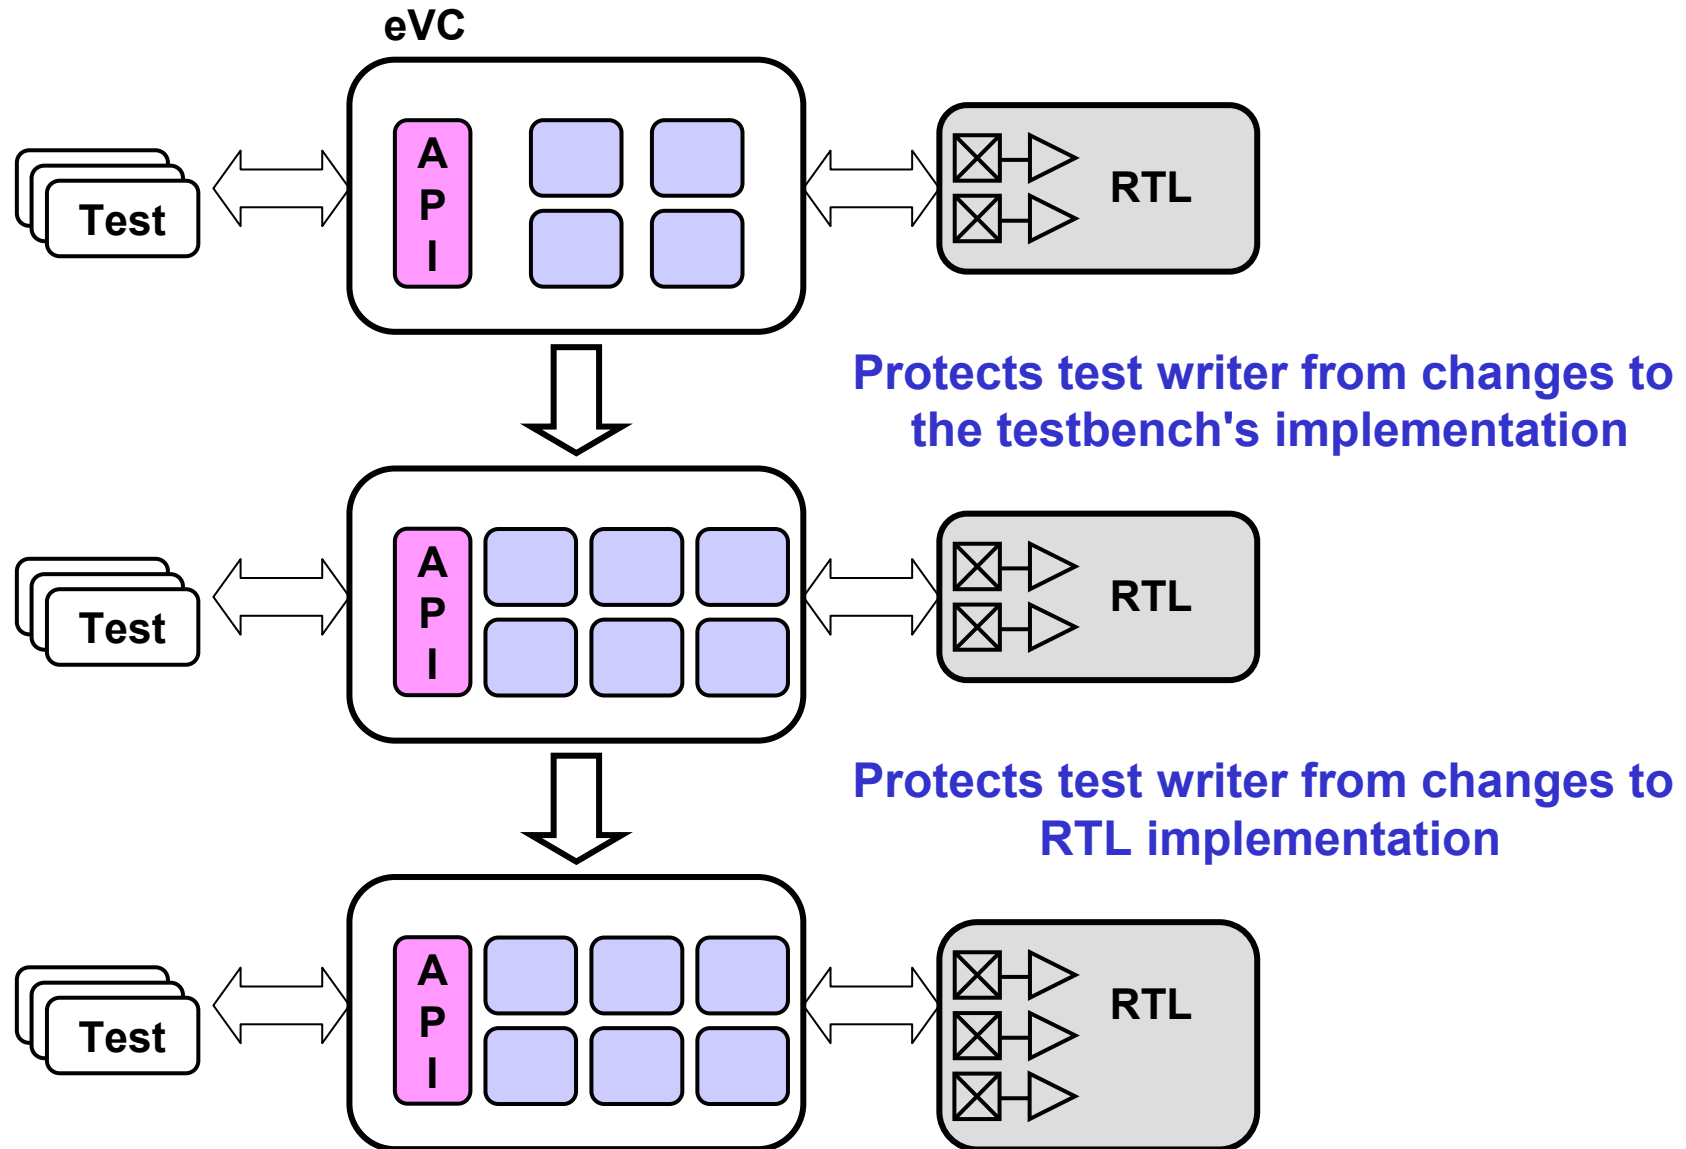 eVC
Test
A
P
I
RTL
Protects test writer from changes to
the testbench's implementation
Test
A
P
I
RTL
Protects test writer from changes to
RTL implementation
Test
A
P
I
RTL